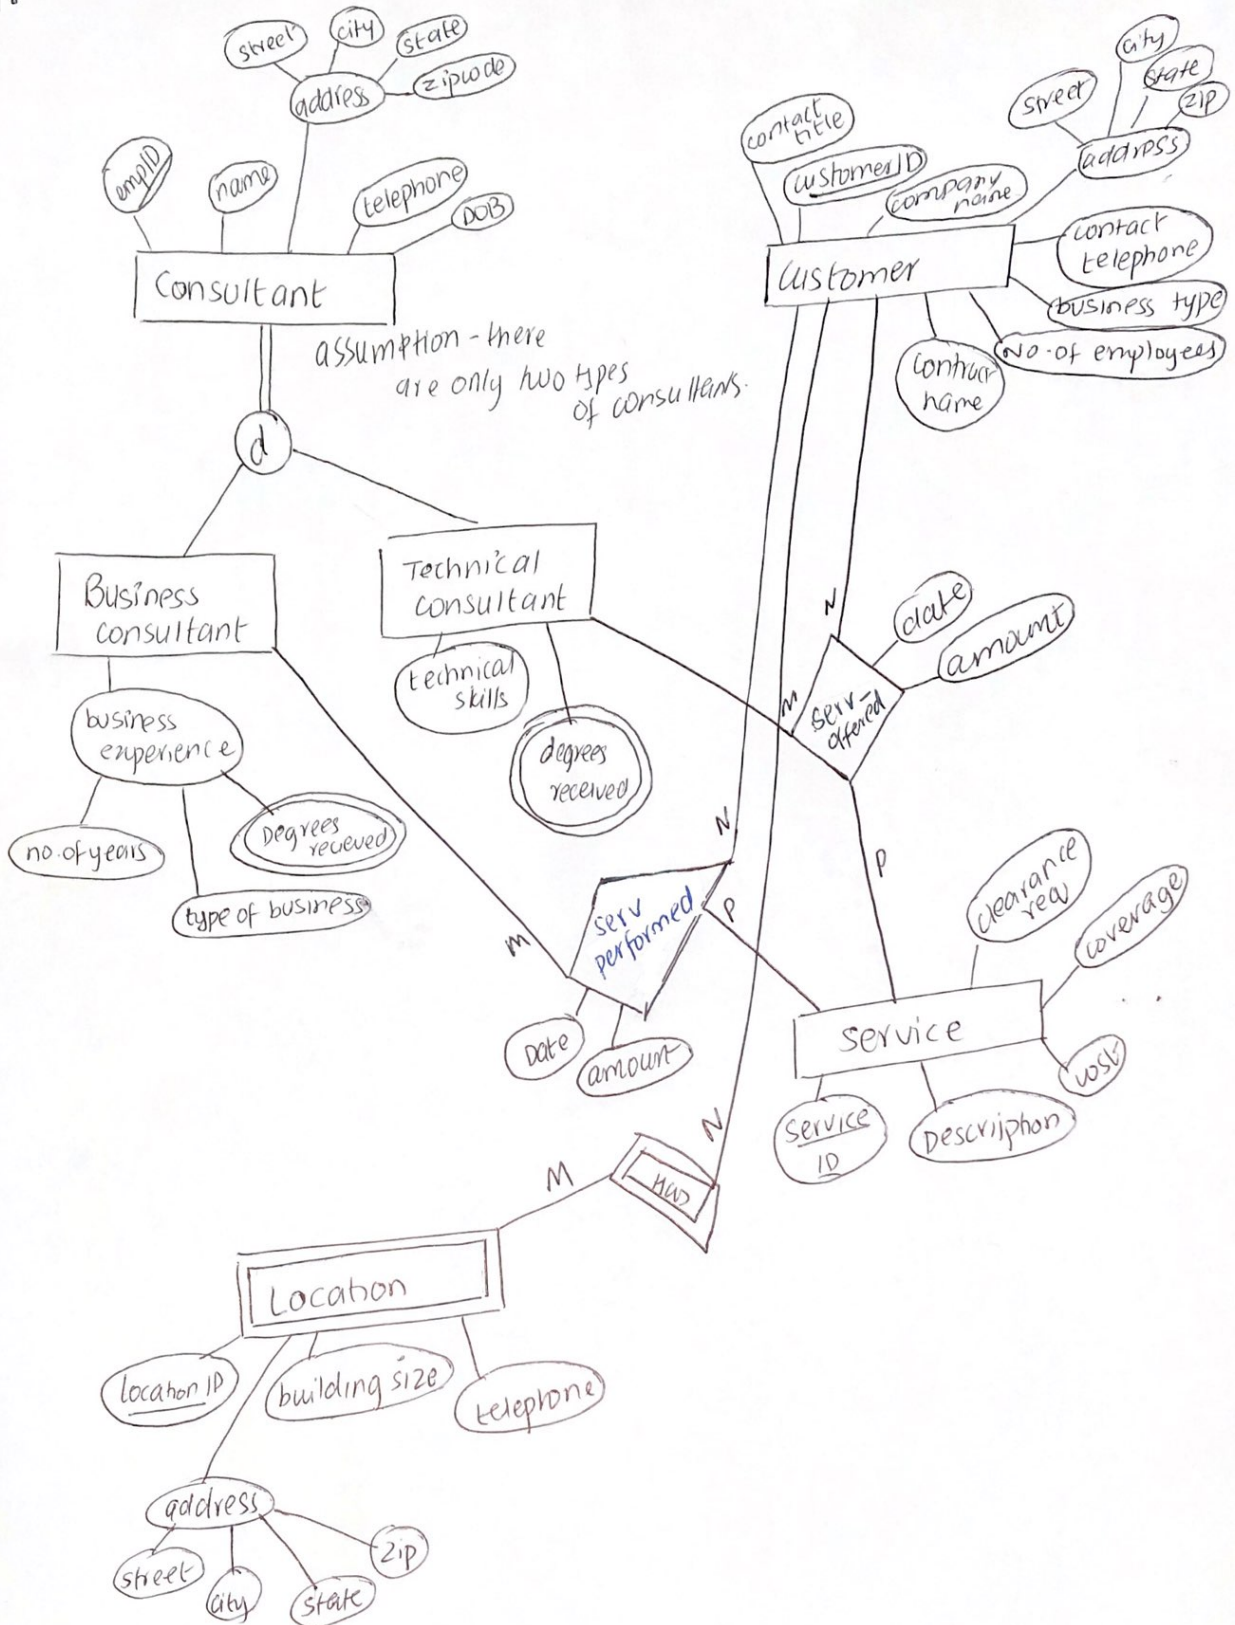 street
city
state
zipcode
address
empID
name
telephone
DOB
Consultant
assumption - there
are only two types
of consultants.
d
contact
title
customerID
company
name
street
city
state
zip
address
contact
telephone
business type
No. of employees
contract
name
Customer
Business
consultant
business
experience
no. of years
Degrees
recieved
type of business
Technical
consultant
technical
skills
degrees
received
N
M
P
serv-
offered
date
amount
N
M
P
serv
performed
Date
amount
service
clearance
req
coverage
cost
service
ID
Description
M
N
Location
location ID
building size
telephone
address
street
city
state
zip